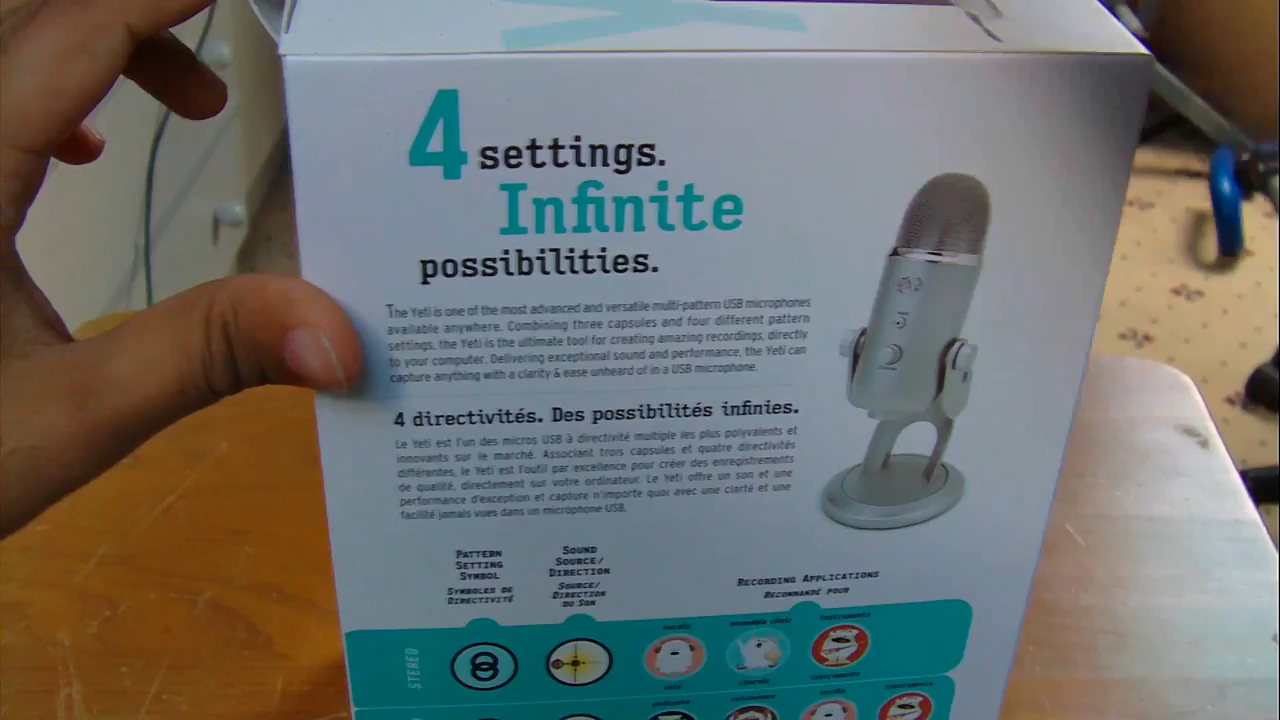 4 settings.
Infinite
possibilities.
The Yeti is one of the most advanced and versatile multi-pattern USB microphones
available anywhere. Combining three capsules and four different pattern
settings, the Yeti is the ultimate tool for creating amazing recordings, directly
to your computer. Delivering exceptional sound and performance, the Yeti can
capture anything with a clarity & ease unheard of in a USB microphone.
4 directivités. Des possibilités infinies.
Le Yeti est l'un des micros USB à directivité multiple les plus polyvalents et
innovants sur le marché. Associant trois capsules et quatre directivités
différentes, le Yeti est l'outil par excellence pour créer des enregistrements
de qualité, directement sur votre ordinateur. Le Yeti offre un son et une
performance d'exception et capture n'importe quoi avec une clarté et une
facilité jamais vues dans un microphone USB.
PATTERN
SETTING
SYMBOL
SYMBOLES DE
DIRECTIVITÉ
SOUND
SOURCE/
DIRECTION
SOURCE/
DIRECTION
DU SON
RECORDING APPLICATIONS
RECOMMANDÉ POUR
STEREO
vocals
ensemble choir
instruments
voix
chorale
instruments
vocals